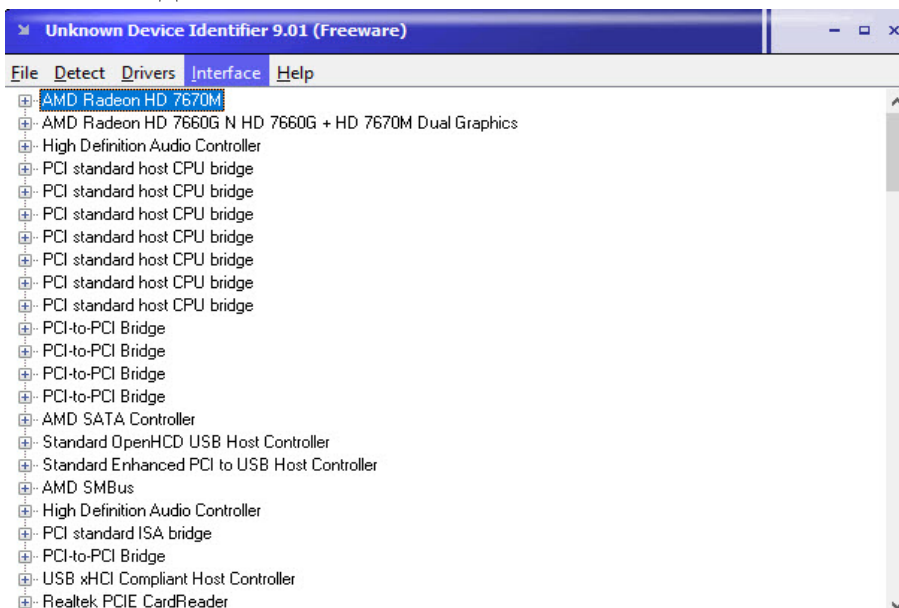 Unknown Device Identifier 9.01 (Freeware)
File Detect Drivers Interface Help
AMD Radeon HD 7670M
AMD Radeon HD 7660G N HD 7660G + HD 7670M Dual Graphics
High Definition Audio Controller
PCI standard host CPU bridge
PCI standard host CPU bridge
PCI standard host CPU bridge
PCI standard host CPU bridge
PCI standard host CPU bridge
PCI standard host CPU bridge
PCI standard host CPU bridge
PCI-to-PCI Bridge
PCI-to-PCI Bridge
PCI-to-PCI Bridge
PCI-to-PCI Bridge
AMD SATA Controller
Standard OpenHCD USB Host Controller
Standard Enhanced PCI to USB Host Controller
AMD SMBus
High Definition Audio Controller
PCI standard ISA bridge
PCI-to-PCI Bridge
USB xHCI Compliant Host Controller
Realtek PCIE CardReader